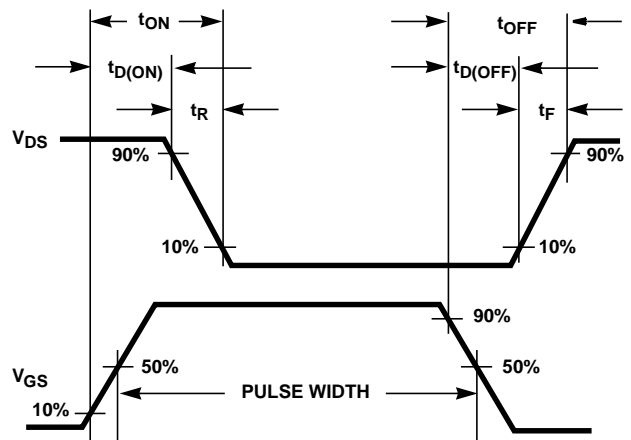 tON
tOFF
tD(ON)
tD(OFF)
tR
tF
VDS
90%
90%
10%
10%
90%
VGS
50%
50%
10%
PULSE WIDTH